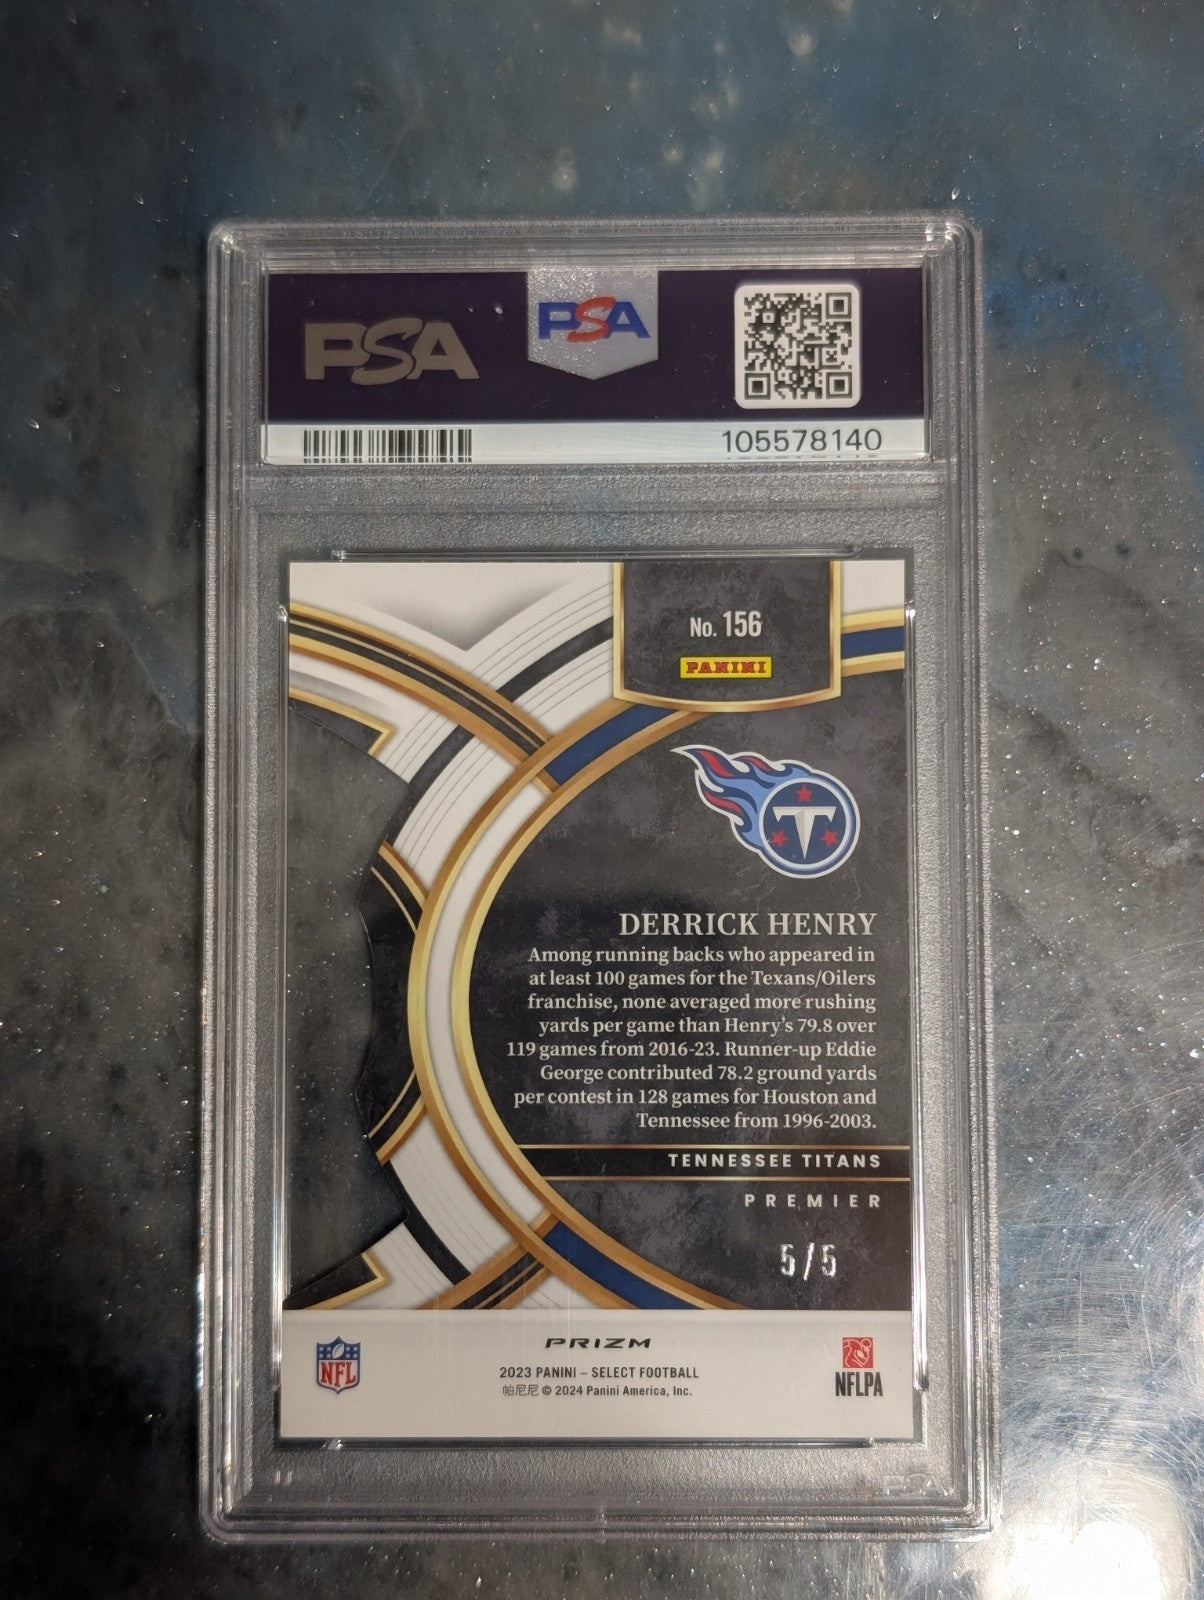 PSA
PSA
105578140
No. 156
PANINI
T
DERRICK HENRY
Among running backs who appeared in
at least 100 games for the Texans/Oilers
franchise, none averaged more rushing
yards per game than Henry's 79.8 over
119 games from 2016-23. Runner-up Eddie
George contributed 78.2 ground yards
per contest in 128 games for Houston and
Tennessee from 1996-2003.
TENNESSEE TITANS
PREMIER
5/5
PRIZM
NFL
2023 PANINI – SELECT FOOTBALL
帕尼尼 © 2024 Panini America, Inc.
NFLPA
PSA